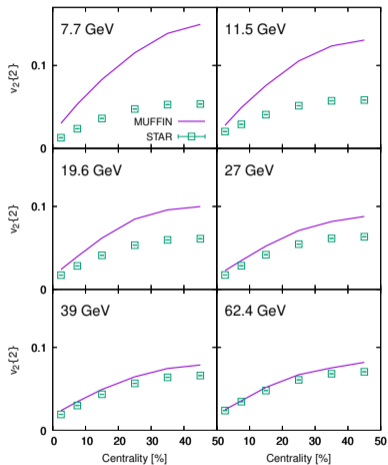 7.7 GeV
11.5 GeV
0.1
v₂{2}
MUFFIN
STAR
0
19.6 GeV
27 GeV
0.1
v₂{2}
0
39 GeV
62.4 GeV
0.1
v₂{2}
0
0 10 20 30 40 50 10 20 30 40 50
Centrality [%] Centrality [%]